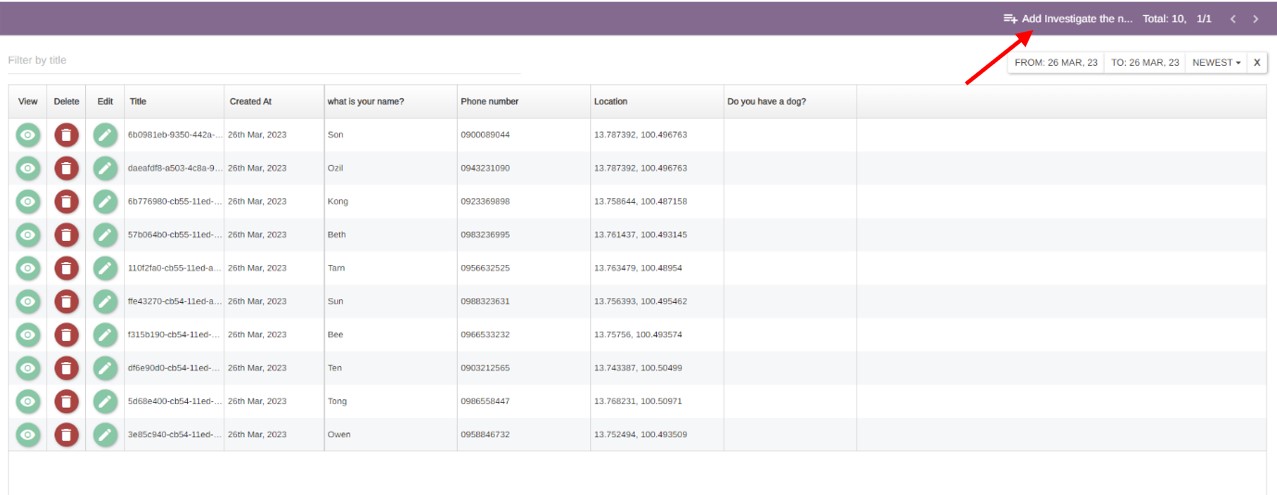 Add Investigate the n... Total: 10, 1/1
Filter by title
FROM: 26 MAR, 23 TO: 26 MAR, 23 NEWEST X
View Delete Edit Title Created At what is your name? Phone number Location Do you have a dog?
6b0981eb-9350-442a-... 26th Mar, 2023 Son 0900089044 13.787392, 100.496763
daeafdf8-a503-4c8a-9... 26th Mar, 2023 Ozil 0943231090 13.787392, 100.496763
6b776980-cb55-11ed-... 26th Mar, 2023 Kong 0923369898 13.758644, 100.487158
57b064b0-cb55-11ed-... 26th Mar, 2023 Beth 0983236995 13.761437, 100.493145
110f2fa0-cb55-11ed-a... 26th Mar, 2023 Tarn 0956632525 13.763479, 100.48954
ffe43270-cb54-11ed-a... 26th Mar, 2023 Sun 0988323631 13.756393, 100.495462
f315b190-cb54-11ed-... 26th Mar, 2023 Bee 0966533232 13.75756, 100.493574
df6e90d0-cb54-11ed-... 26th Mar, 2023 Ten 0903212565 13.743387, 100.50499
5d68e400-cb54-11ed-... 26th Mar, 2023 Tong 0986558447 13.768231, 100.50971
3e85c940-cb54-11ed-... 26th Mar, 2023 Owen 0958846732 13.752494, 100.493509